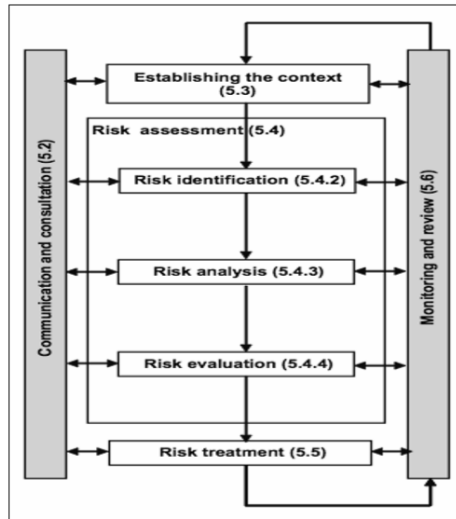 Establishing the context
(5.3)
Risk assessment (5.4)
Risk identification (5.4.2)
Risk analysis (5.4.3)
Risk evaluation (5.4.4)
Risk treatment (5.5)
Communication and consultation (5.2)
Monitoring and review (5.6)